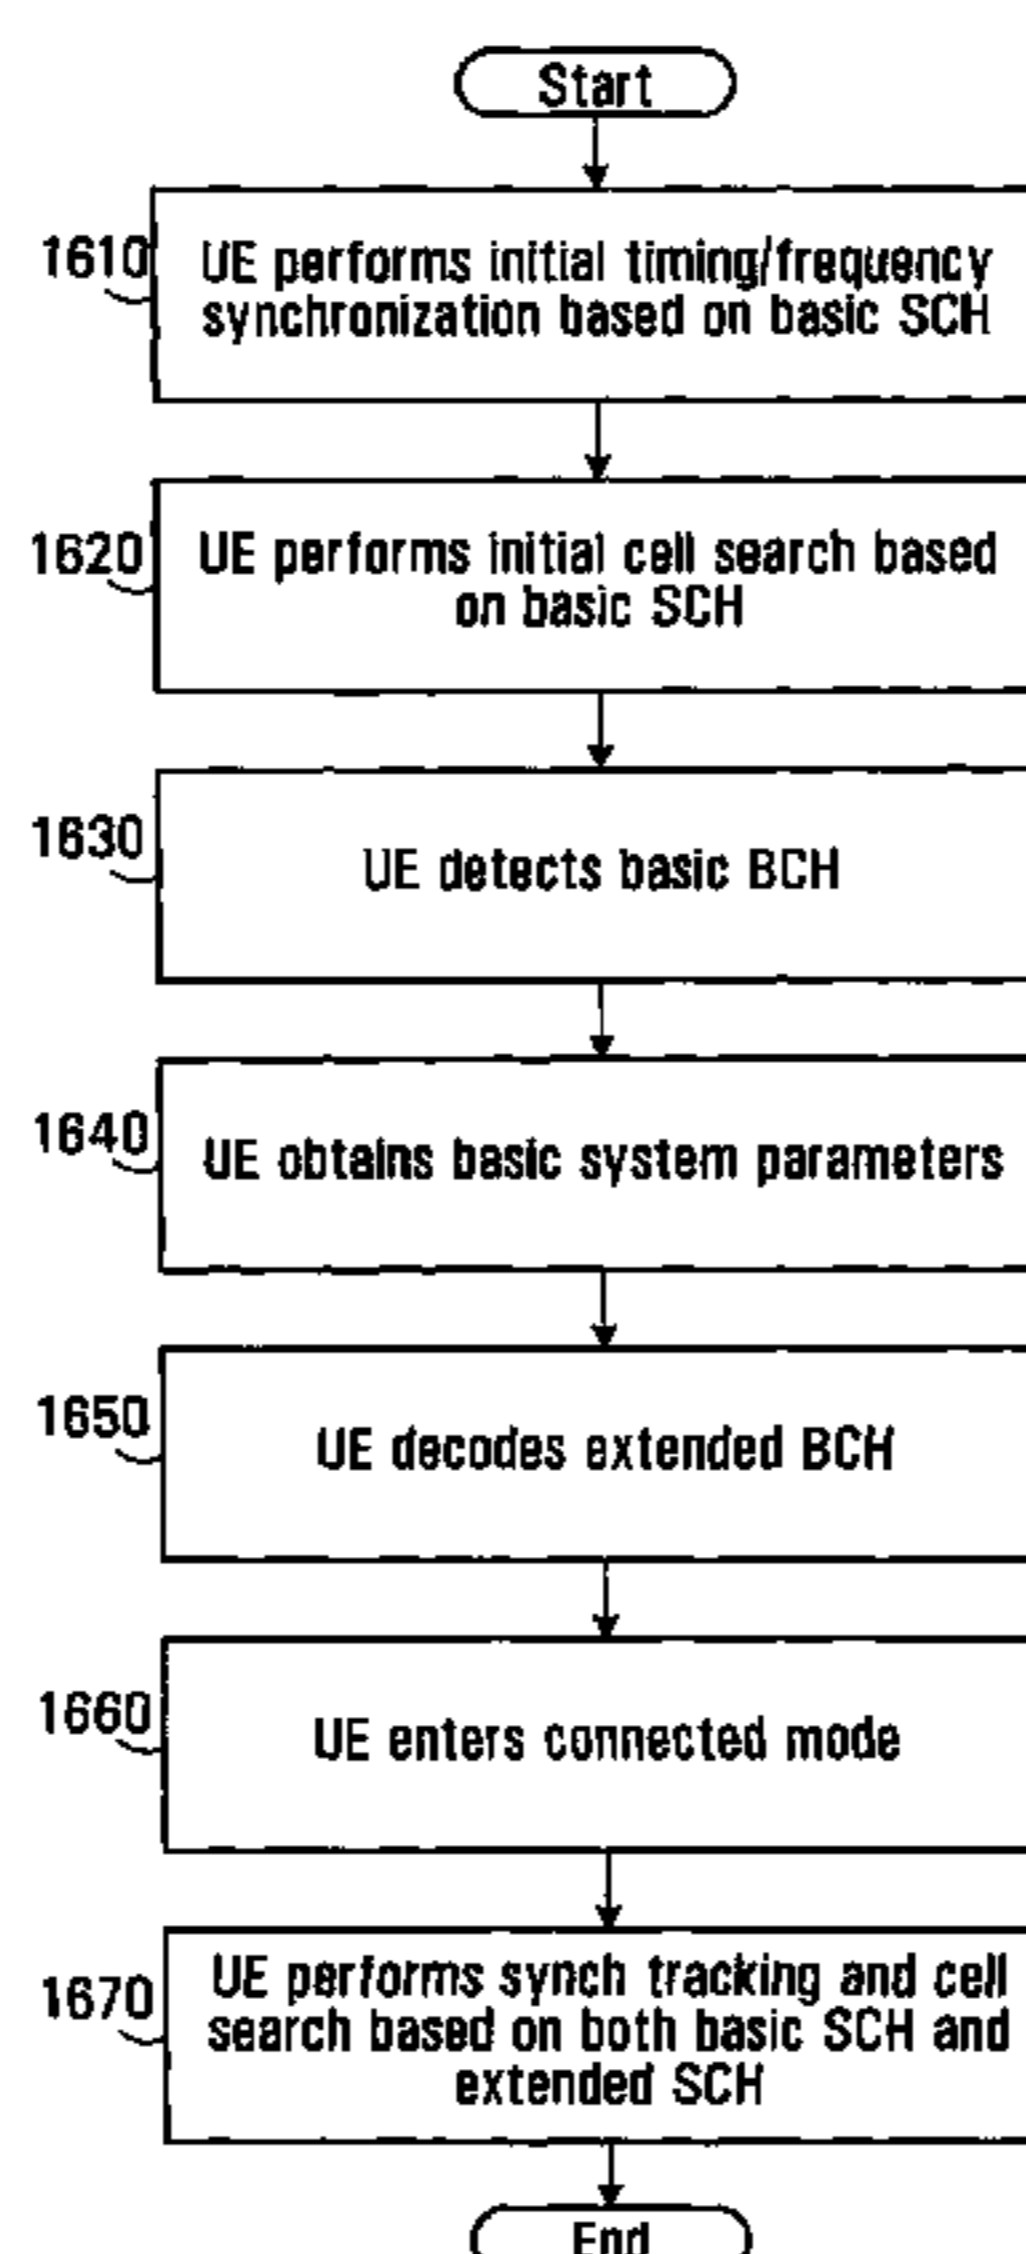 Start
1610
UE performs initial timing/frequency
synchronization based on basic SCH
1620
UE performs initial cell search based
on basic SCH
1630
UE detects basic BCH
1640
UE obtains basic system parameters
1650
UE decodes extended BCH
1660
UE enters connected mode
1670
UE performs synch tracking and cell
search based on both basic SCH and
extended SCH
End